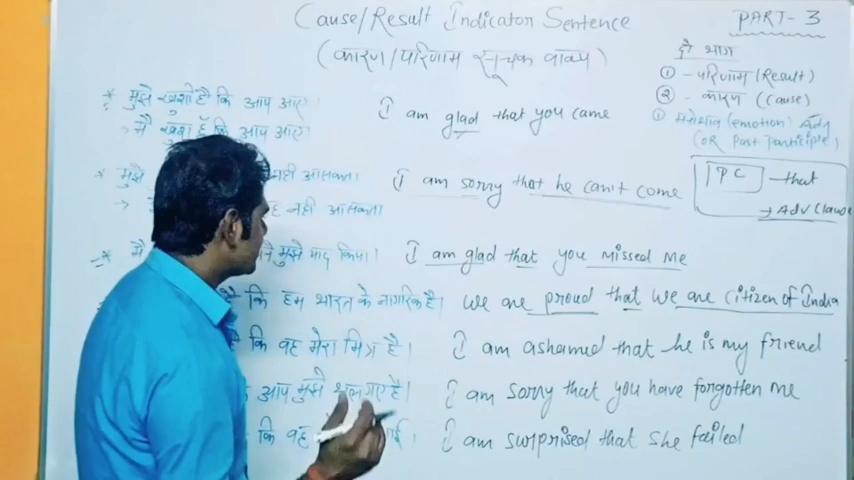 Cause/Result Indicator Sentence
PART-3
(कारण/परिणाम सूचक वाक्य)
दो भाग
① - परिणाम (Result)
② - कारण (Cause)
① मनोभाव (emotion) Adj
(OR Past Participle)
PC - that
→ Adv Clause
* मुझे खुशी है कि आप आए।
I am glad that you came
→ मैं खुश हूँ कि आप आए।
* मुझे नही आसकता।
I am sorry that he can't come
→ नही आसकता
* मुझे याद किया।
I am glad that you missed me
कि हम भारत के नागरिक है।
we are proud that we are citizen of India
कि वह मेरा मित्र है।
I am ashamed that he is my friend
आप मुझे भूल गए है।
I am sorry that you have forgotten me
कि वह
I am surprised that she failed